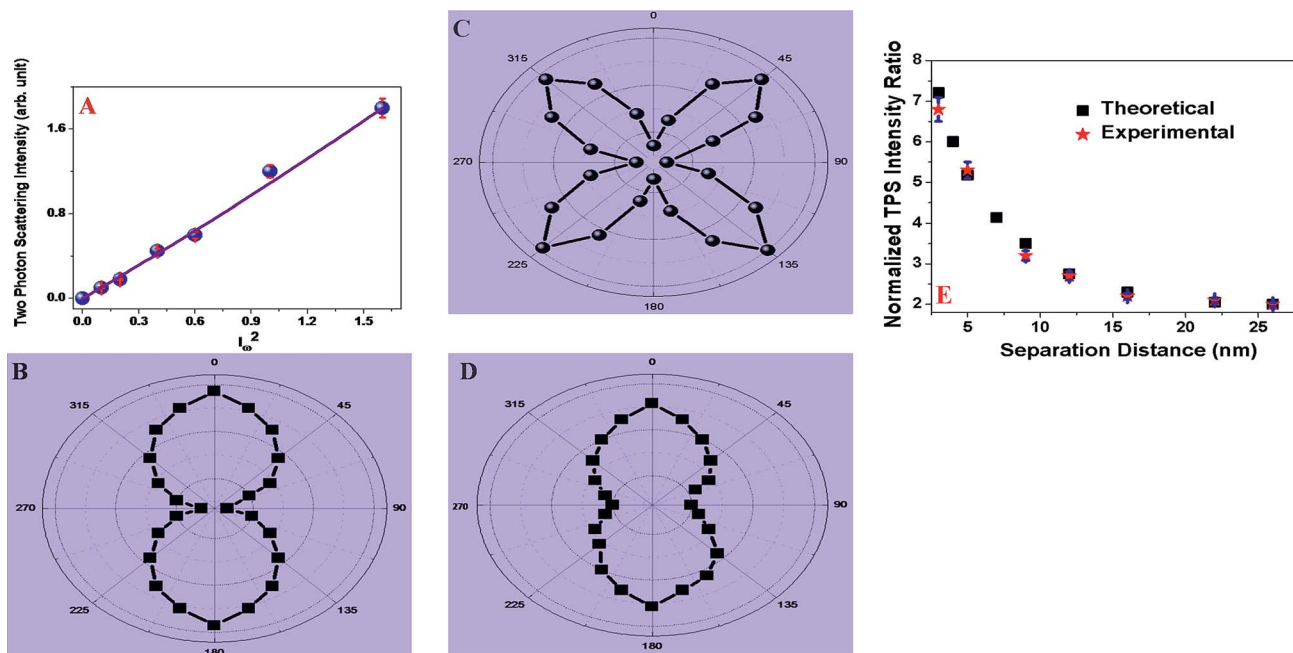 A
Two Photon Scattering Intensity (arb. unit)
1.6
0.8
0.0
0.0 0.3 0.6 0.9 1.2 1.5
Iω2
C
0
45
90
135
180
225
270
315
Normalized TPS Intensity Ratio
8
7
6
5
4
3
2
Theoretical
Experimental
E
5 10 15 20 25
Separation Distance (nm)
B
0
45
90
135
180
225
270
315
D
0
45
90
135
180
225
270
315